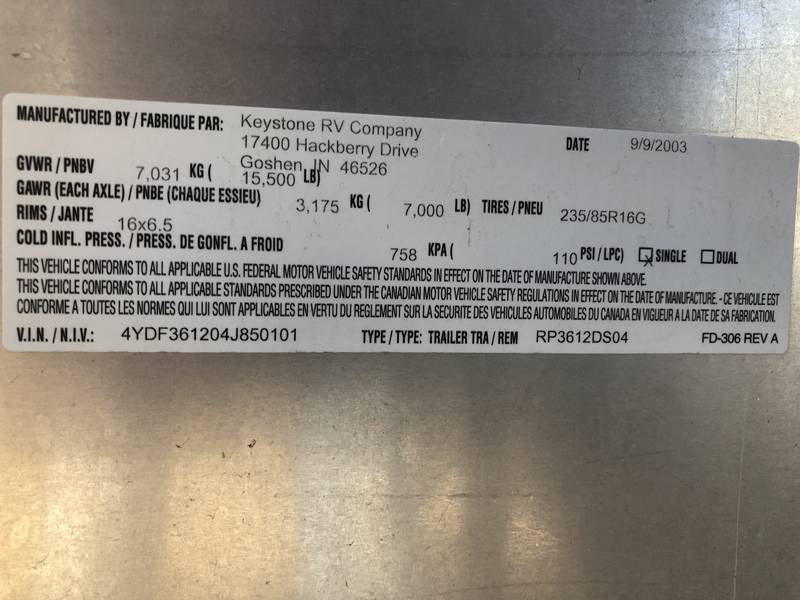 MANUFACTURED BY / FABRIQUE PAR: Keystone RV Company DATE 9/9/2003
17400 Hackberry Drive
Goshen, IN 46526
GVWR / PNBV 7,031 KG ( 15,500 LB)
GAWR (EACH AXLE) / PNBE (CHAQUE ESSIEU) 3,175 KG ( 7,000 LB) TIRES / PNEU 235/85R16G
RIMS / JANTE 16x6.5
COLD INFL. PRESS. / PRESS. DE GONFL. A FROID 758 KPA ( 110 PSI / LPC) SINGLE DUAL
THIS VEHICLE CONFORMS TO ALL APPLICABLE U.S. FEDERAL MOTOR VEHICLE SAFETY STANDARDS IN EFFECT ON THE DATE OF MANUFACTURE SHOWN ABOVE.
THIS VEHICLE CONFORMS TO ALL APPLICABLE STANDARDS PRESCRIBED UNDER THE CANADIAN MOTOR VEHICLE SAFETY REGULATIONS IN EFFECT ON THE DATE OF MANUFACTURE. - CE VEHICULE EST
CONFORME A TOUTES LES NORMES QUI LUI SONT APPLICABLES EN VERTU DU REGLEMENT SUR LA SECURITE DES VEHICULES AUTOMOBILES DU CANADA EN VIGUEUR A LA DATE DE SA FABRICATION.
V.I.N. / N.I.V.: 4YDF361204J850101 TYPE / TYPE: TRAILER TRA / REM RP3612DS04 FD-306 REV A